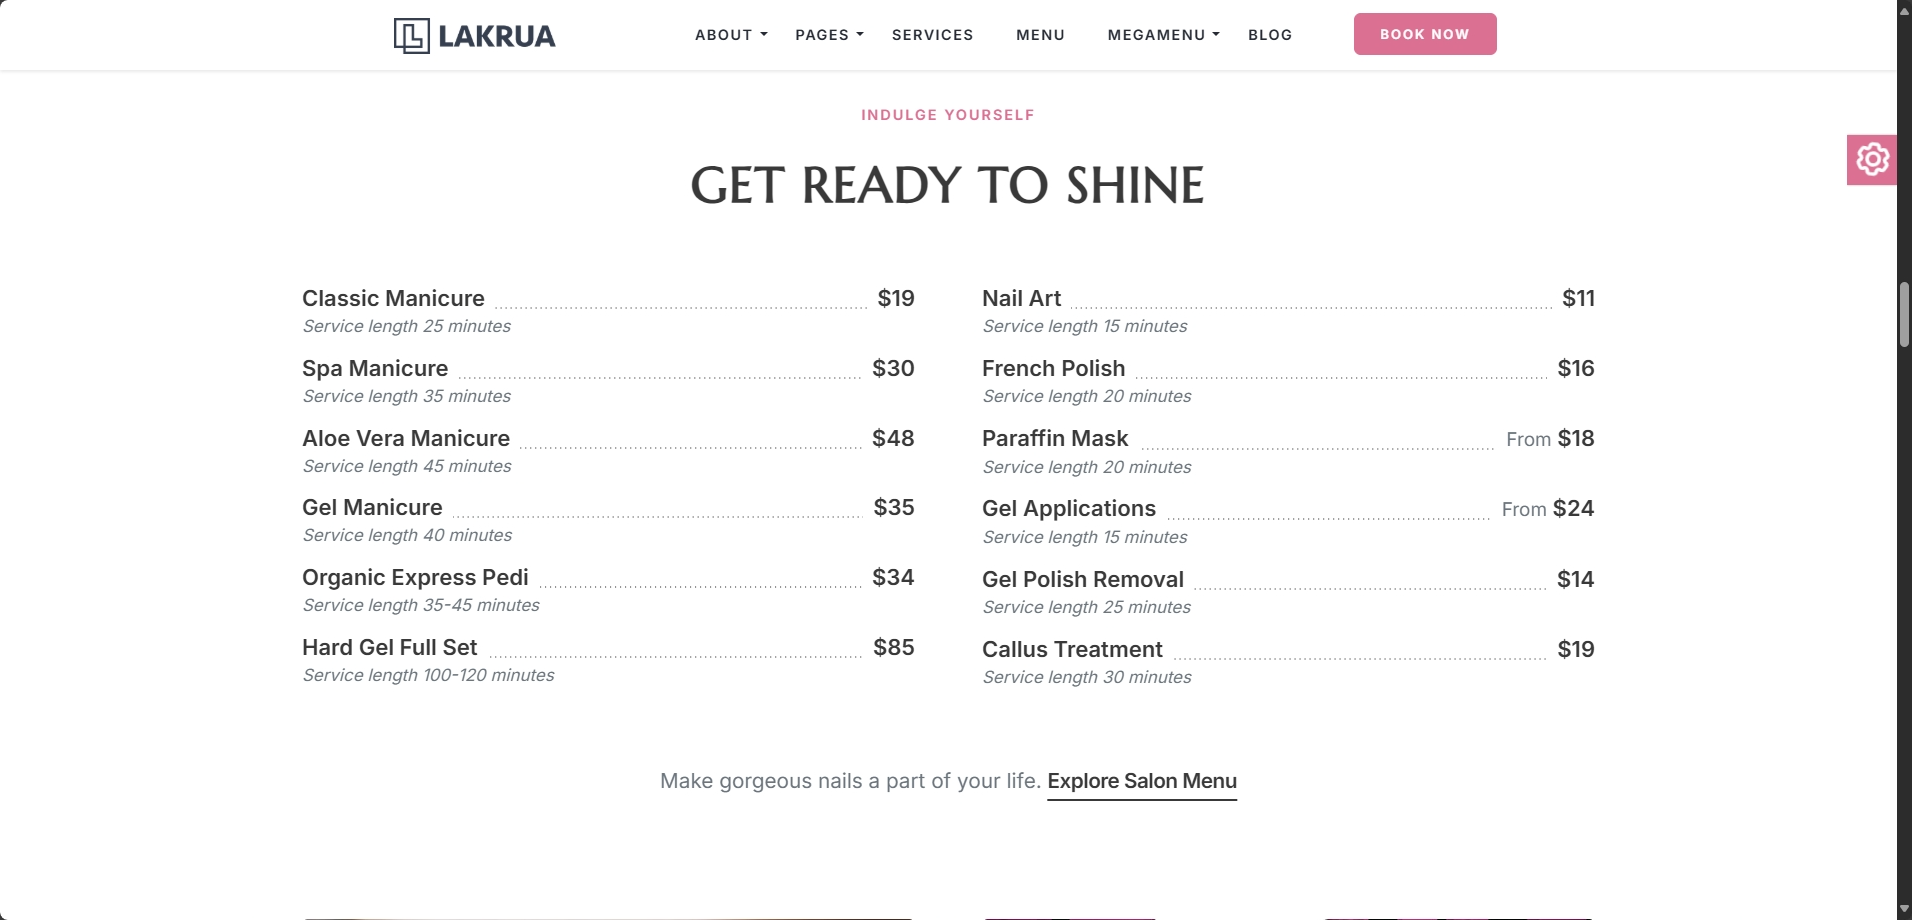 LAKRUA
ABOUT PAGES SERVICES MENU MEGAMENU BLOG BOOK NOW
INDULGE YOURSELF
GET READY TO SHINE
Classic Manicure $19
Service length 25 minutes
Spa Manicure $30
Service length 35 minutes
Aloe Vera Manicure $48
Service length 45 minutes
Gel Manicure $35
Service length 40 minutes
Organic Express Pedi $34
Service length 35-45 minutes
Hard Gel Full Set $85
Service length 100-120 minutes
Nail Art $11
Service length 15 minutes
French Polish $16
Service length 20 minutes
Paraffin Mask From $18
Service length 20 minutes
Gel Applications From $24
Service length 15 minutes
Gel Polish Removal $14
Service length 25 minutes
Callus Treatment $19
Service length 30 minutes
Make gorgeous nails a part of your life. Explore Salon Menu